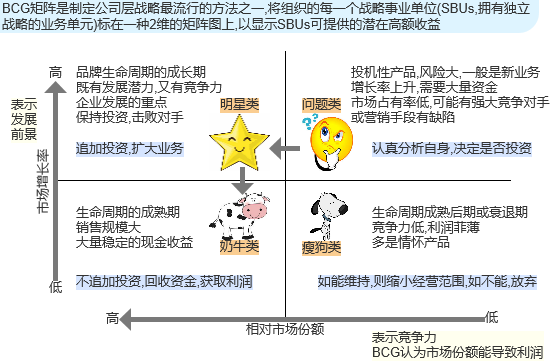 BCG矩阵是制定公司层战略最流行的方法之一,将组织的每一个战略事业单位(SBUs,拥有独立
战略的业务单元)标在一种2维的矩阵图上,以显示SBUs可提供的潜在高额收益
高
表示
发展
前景
市场增长率
低
品牌生命周期的成长期
既有发展潜力,又有竞争力
企业发展的重点
保持投资,击败对手
明星类
追加投资,扩大业务
问题类
投机性产品,风险大,一般是新业务
增长率上升,需要大量资金
市场占有率低,可能有强大竞争对手
或营销手段有缺陷
认真分析自身,决定是否投资
生命周期的成熟期
销售规模大
大量稳定的现金收益
奶牛类
不追加投资,回收资金,获取利润
瘦狗类
生命周期成熟后期或衰退期
竞争力低,利润菲薄
多是情怀产品
如能维持,则缩小经营范围,如不能,放弃
高
相对市场份额
低
表示竞争力
BCG认为市场份额能导致利润